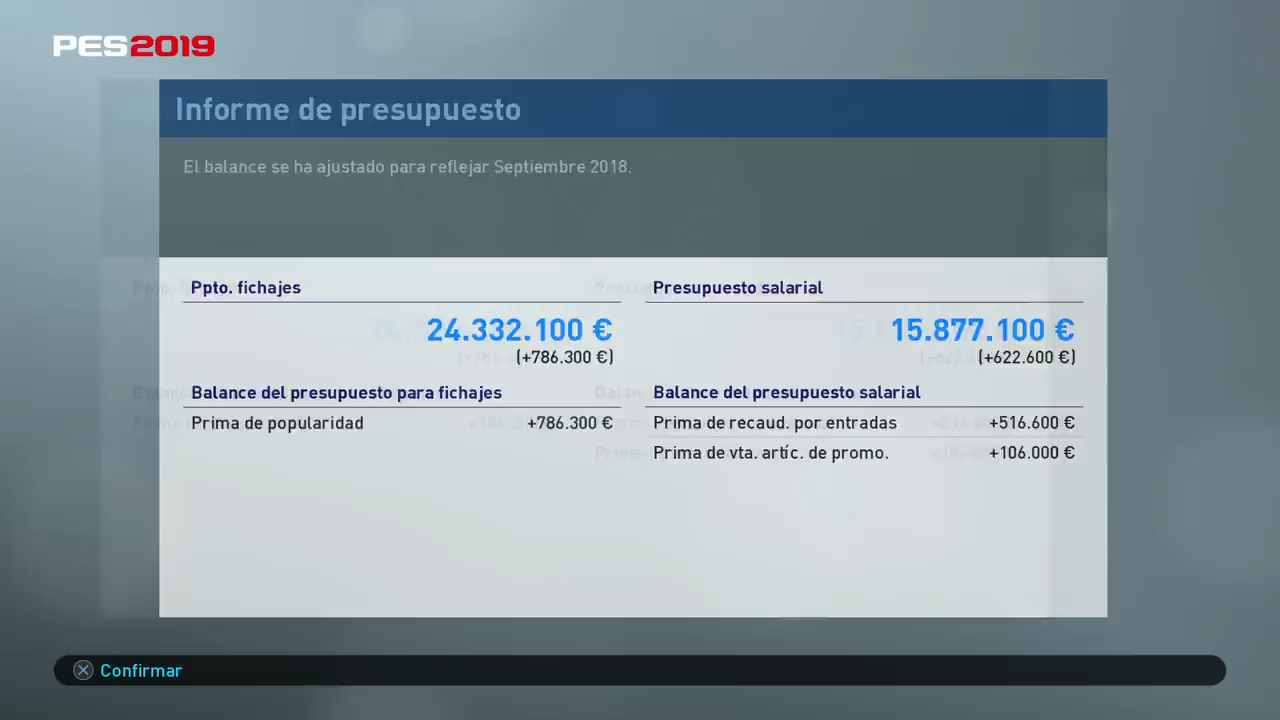 PES2019
Informe de presupuesto
El balance se ha ajustado para reflejar Septiembre 2018.
Ppto. fichajes
24.332.100 €
(+786.300 €)
Balance del presupuesto para fichajes
Prima de popularidad +786.300 €
Presupuesto salarial
15.877.100 €
(+622.600 €)
Balance del presupuesto salarial
Prima de recaud. por entradas +516.600 €
Prima de vta. artíc. de promo. +106.000 €
Confirmar